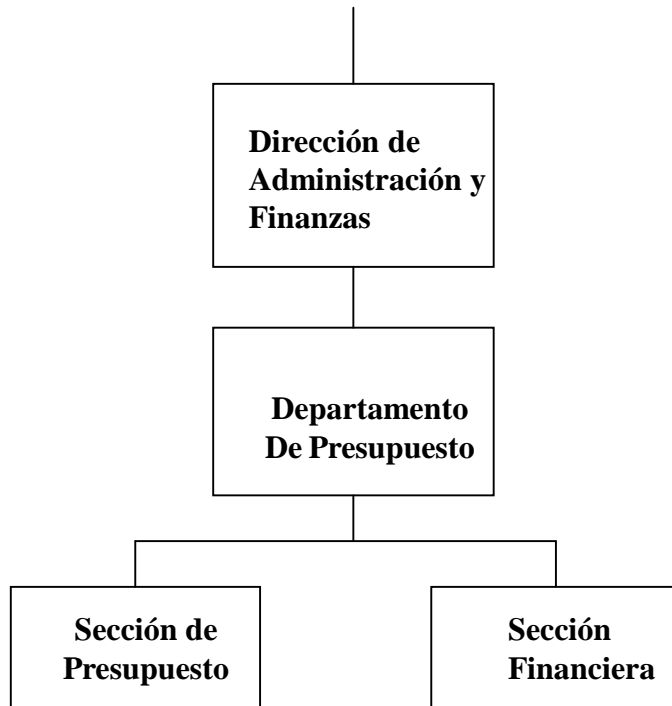 Dirección de
Administración y
Finanzas
Departamento
De Presupuesto
Sección de
Presupuesto
Sección
Financiera